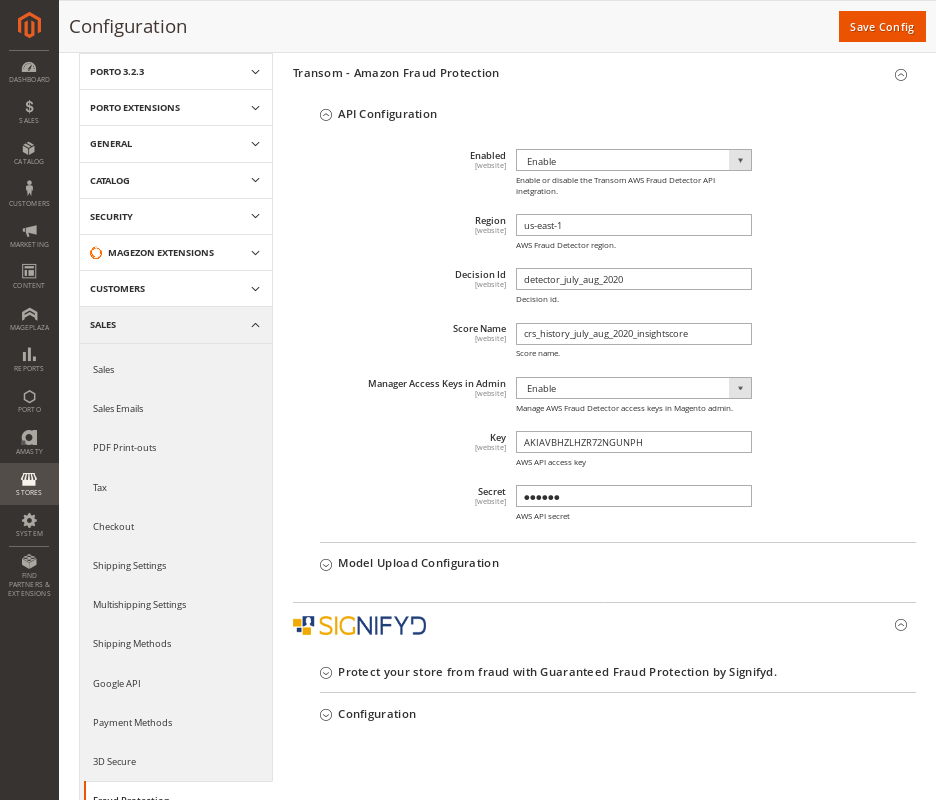 Configuration
Save Config
DASHBOARD
SALES
CATALOG
CUSTOMERS
MARKETING
CONTENT
MAGEPLAZA
REPORTS
PORTO
AMASTY
STORES
SYSTEM
FIND
PARTNERS &
EXTENSIONS
PORTO 3.2.3
PORTO EXTENSIONS
GENERAL
CATALOG
SECURITY
MAGEZON EXTENSIONS
CUSTOMERS
SALES
Sales
Sales Emails
PDF Print-outs
Tax
Checkout
Shipping Settings
Multishipping Settings
Shipping Methods
Google API
Payment Methods
3D Secure
Fraud Protection
Transom - Amazon Fraud Protection
API Configuration
Enabled
[website]
Enable
Enable or disable the Transom AWS Fraud Detector API
inetgration.
Region
[website]
us-east-1
AWS Fraud Detector region.
Decision Id
[website]
detector_july_aug_2020
Decision id.
Score Name
[website]
crs_history_july_aug_2020_insightscore
Score name.
Manager Access Keys in Admin
[website]
Enable
Manage AWS Fraud Detector access keys in Magento admin.
Key
[website]
AKIAVBHZLHZR72NGUNPH
AWS API access key
Secret
[website]
●●●●●●
AWS API secret
Model Upload Configuration
SIGNIFYD
Protect your store from fraud with Guaranteed Fraud Protection by Signifyd.
Configuration